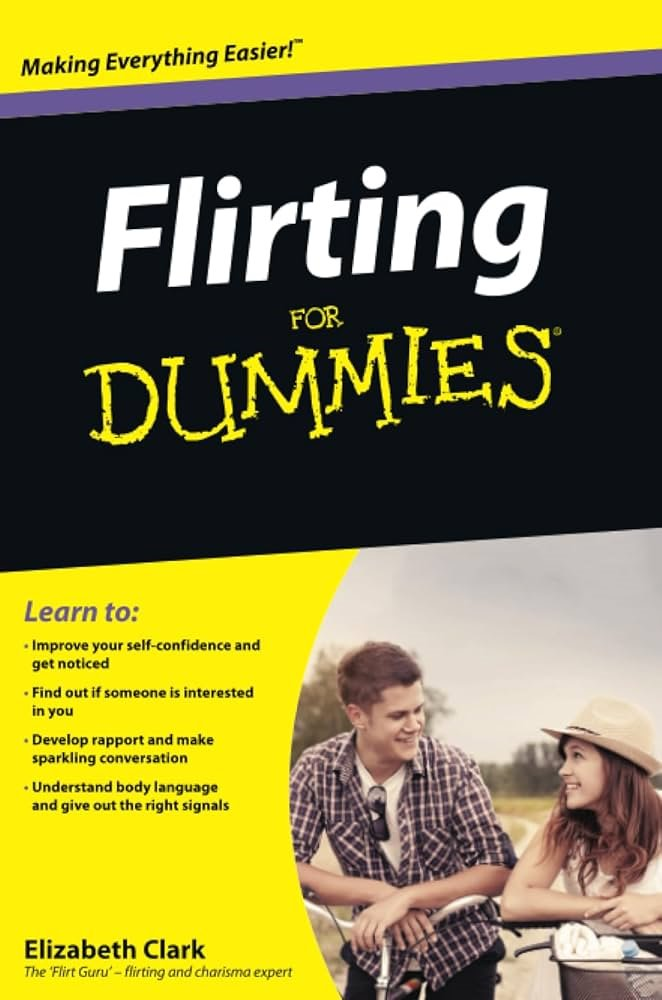 Making Everything Easier!™
Flirting
FOR
DUMMIES®
Learn to:
• Improve your self-confidence and
get noticed
• Find out if someone is interested
in you
• Develop rapport and make
sparkling conversation
• Understand body language
and give out the right signals
Elizabeth Clark
The 'Flirt Guru' – flirting and charisma expert